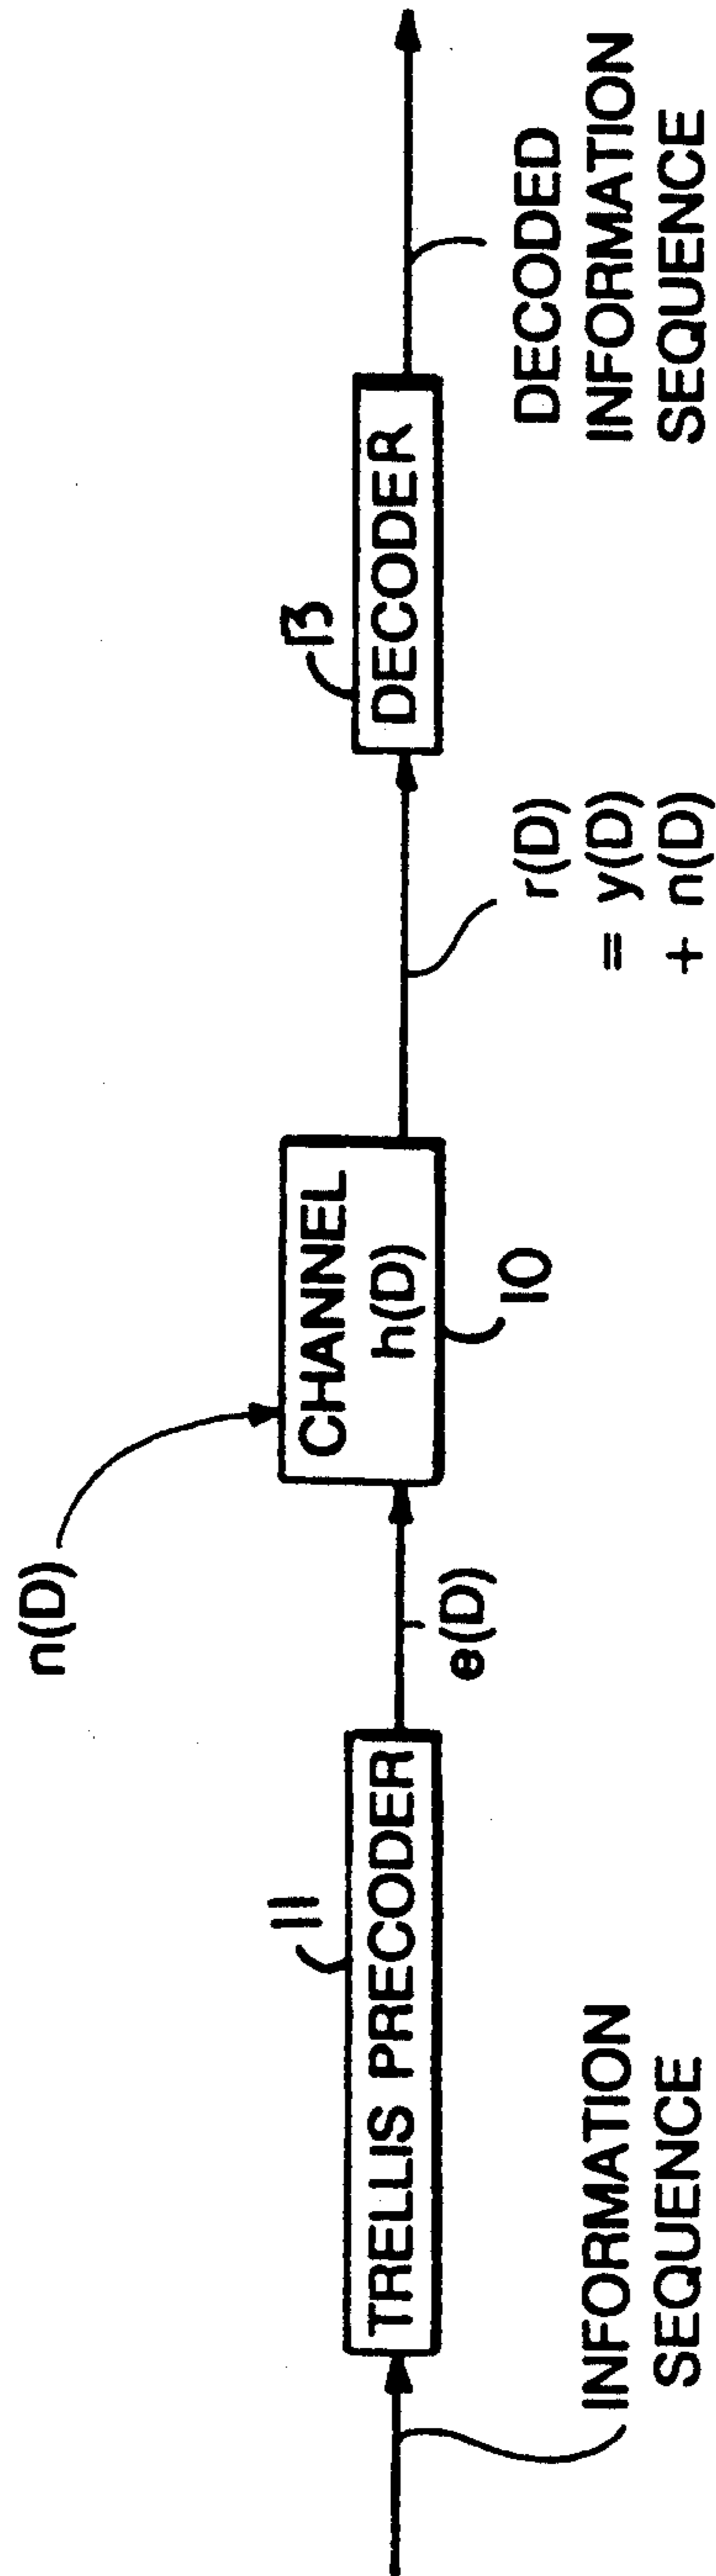 n(D)
11
TRELLIS PRECODER
INFORMATION
SEQUENCE
e(D)
CHANNEL
h(D)
10
r(D)
= y(D)
+ n(D)
13
DECODER
DECODED
INFORMATION
SEQUENCE